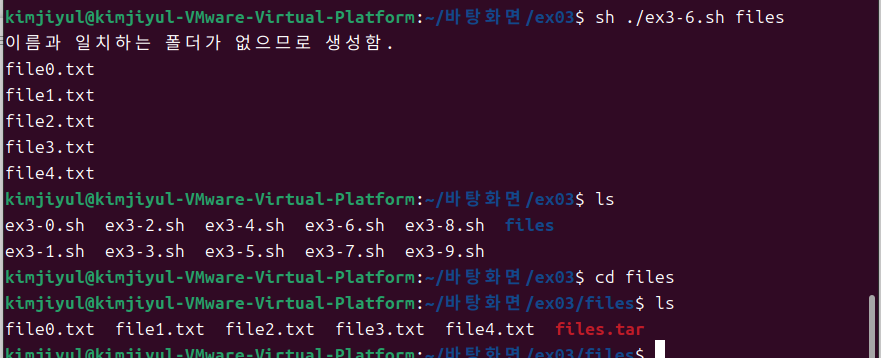 kimjiyul@kimjiyul-VMware-Virtual-Platform:~/바탕화면/ex03$ sh ./ex3-6.sh files
이름과 일치하는 폴더가 없으므로 생성함.
file0.txt
file1.txt
file2.txt
file3.txt
file4.txt
kimjiyul@kimjiyul-VMware-Virtual-Platform:~/바탕화면/ex03$ ls
ex3-0.sh  ex3-2.sh  ex3-4.sh  ex3-6.sh  ex3-8.sh  files
ex3-1.sh  ex3-3.sh  ex3-5.sh  ex3-7.sh  ex3-9.sh
kimjiyul@kimjiyul-VMware-Virtual-Platform:~/바탕화면/ex03$ cd files
kimjiyul@kimjiyul-VMware-Virtual-Platform:~/바탕화면/ex03/files$ ls
file0.txt  file1.txt  file2.txt  file3.txt  file4.txt  files.tar
kimjiyul@kimjiyul-VMware-Virtual-Platform:~/바탕화면/ex03/files$